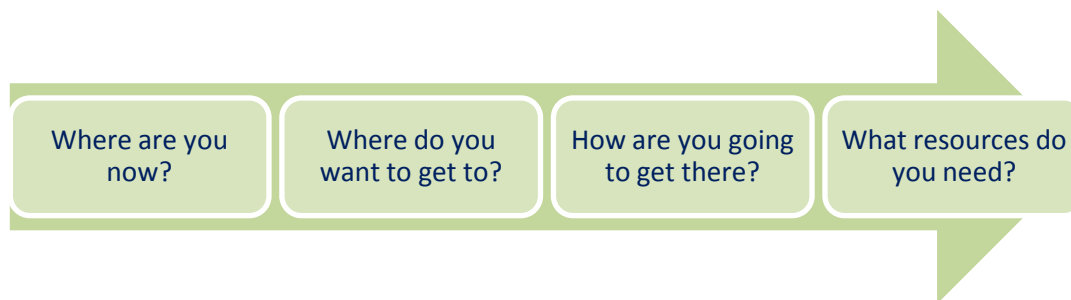 Where are you
now?
Where do you
want to get to?
How are you going
to get there?
What resources do
you need?